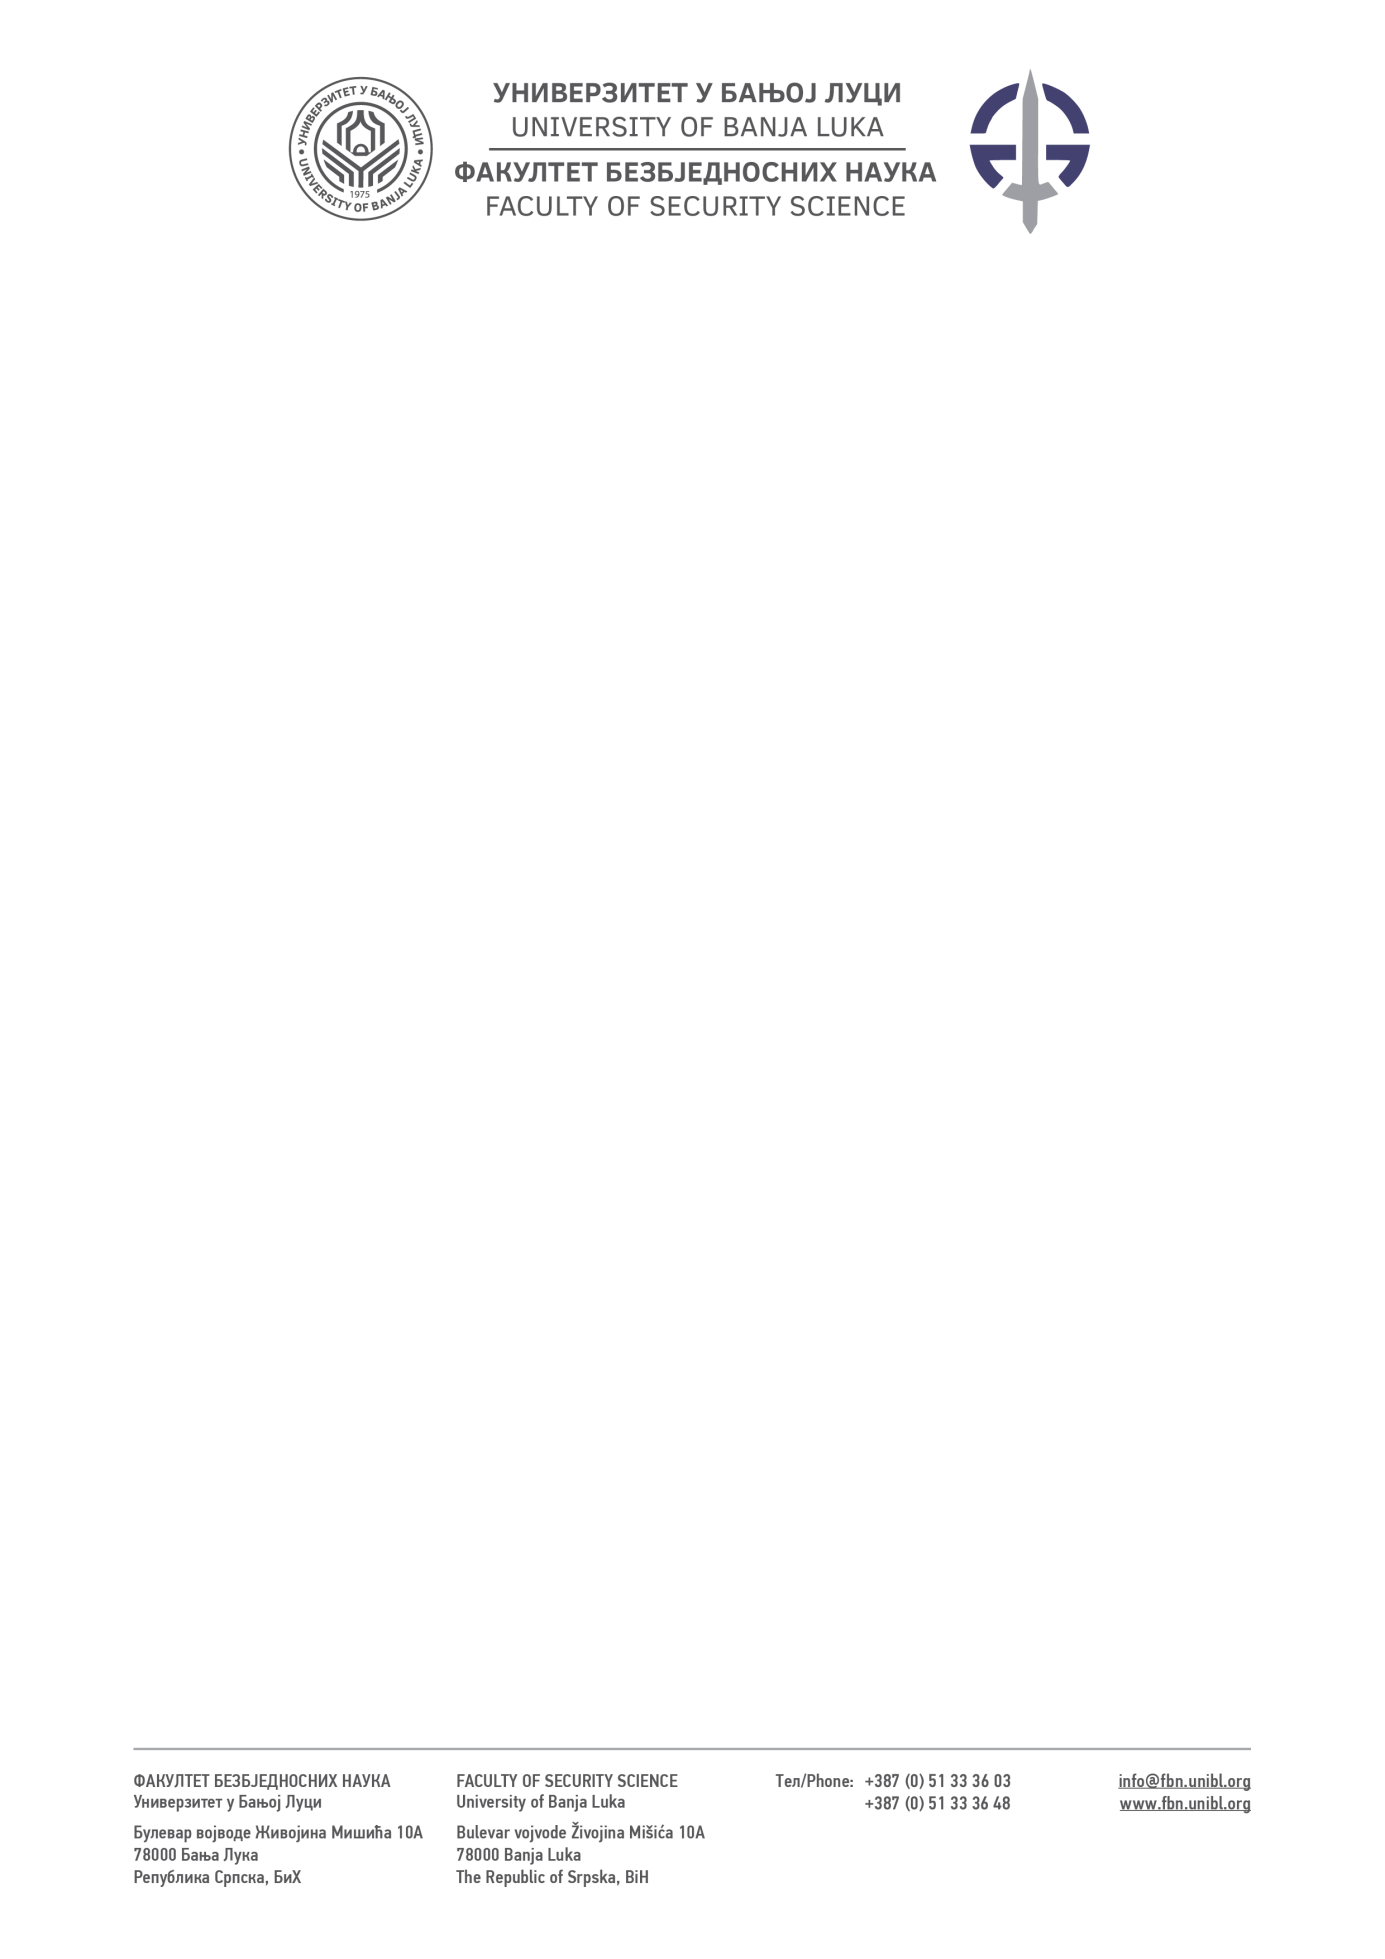 УНИВЕРЗИТЕТ У БАЊОЈ ЛУЦИ
UNIVERSITY OF BANJA LUKA
1975
УНИВЕРЗИТЕТ У БАЊОЈ ЛУЦИ
UNIVERSITY OF BANJA LUKA
ФАКУЛТЕТ БЕЗБЈЕДНОСНИХ НАУКА
FACULTY OF SECURITY SCIENCE
ФАКУЛТЕТ БЕЗБЈЕДНОСНИХ НАУКА
Универзитет у Бањој Луци
Булевар војводе Живојина Мишића 10А
78000 Бања Лука
Република Српска, БиХ
FACULTY OF SECURITY SCIENCE
University of Banja Luka
Bulevar vojvode Živojina Mišića 10A
78000 Banja Luka
The Republic of Srpska, BiH
Тел/Phone: +387 (0) 51 33 36 03
+387 (0) 51 33 36 48
info@fbn.unibl.org
www.fbn.unibl.org